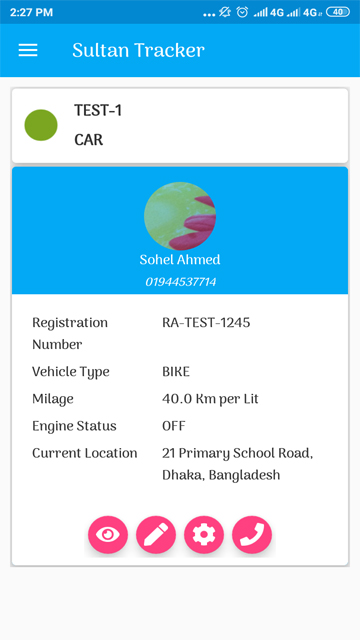 2:27 PM ... 4G 4G 40
Sultan Tracker
TEST-1
CAR
Sohel Ahmed
01944537714
Registration Number RA-TEST-1245
Vehicle Type BIKE
Milage 40.0 Km per Lit
Engine Status OFF
Current Location 21 Primary School Road,
Dhaka, Bangladesh